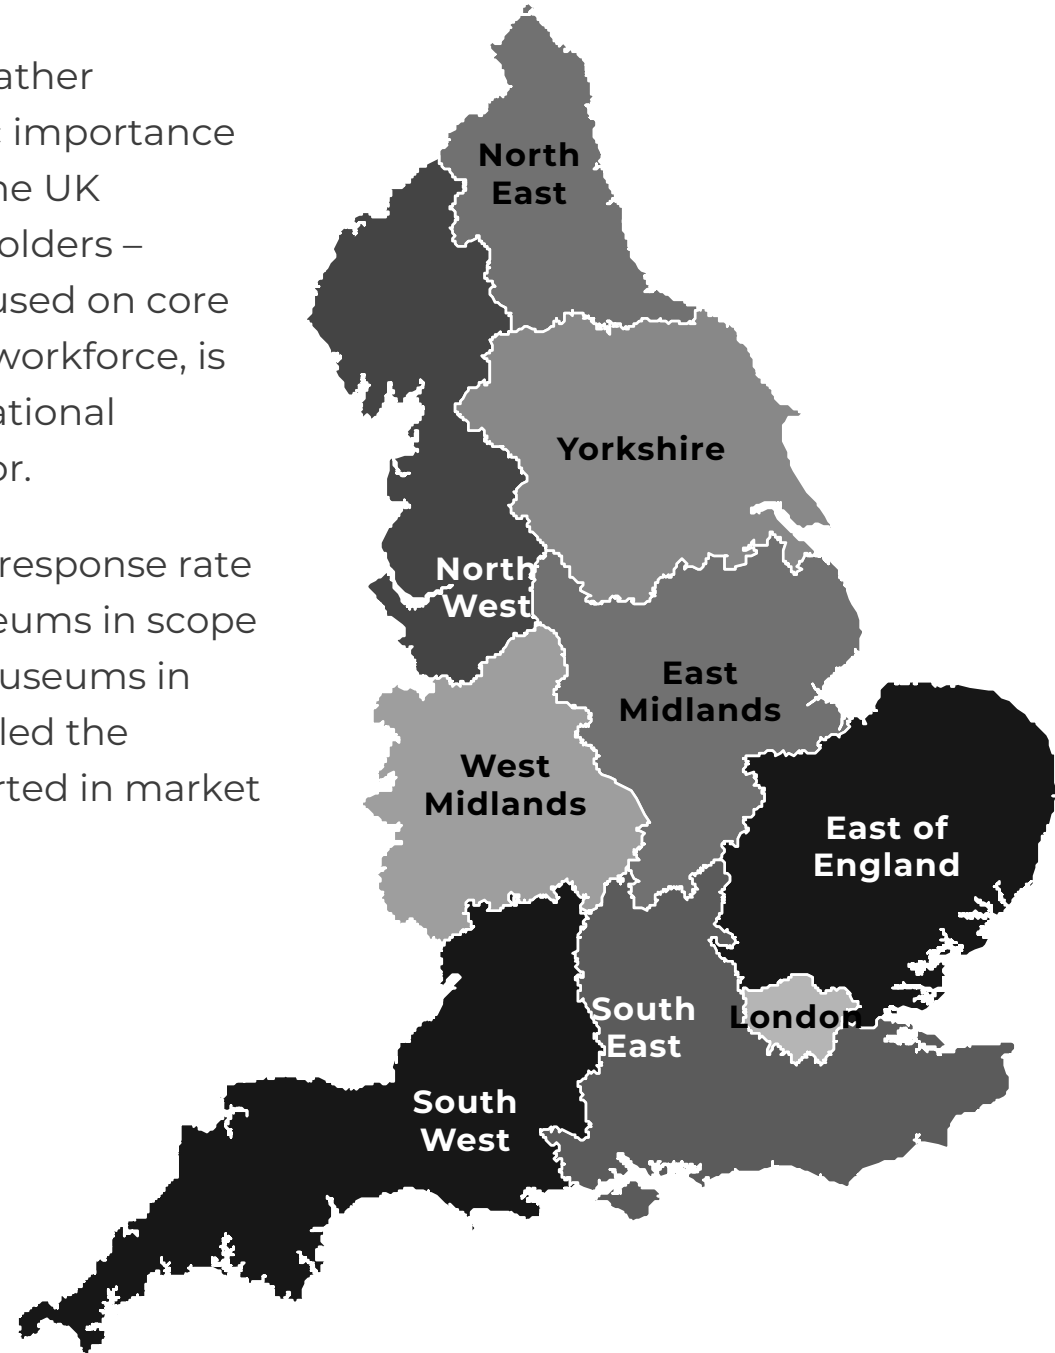 ather
importance
he UK
olders –
used on core
workforce, is
ational
or.
response rate
eums in scope
useums in
led the
rted in market
North
East
Yorkshire
North
West
East
Midlands
West
Midlands
East of
England
South
East
London
South
West